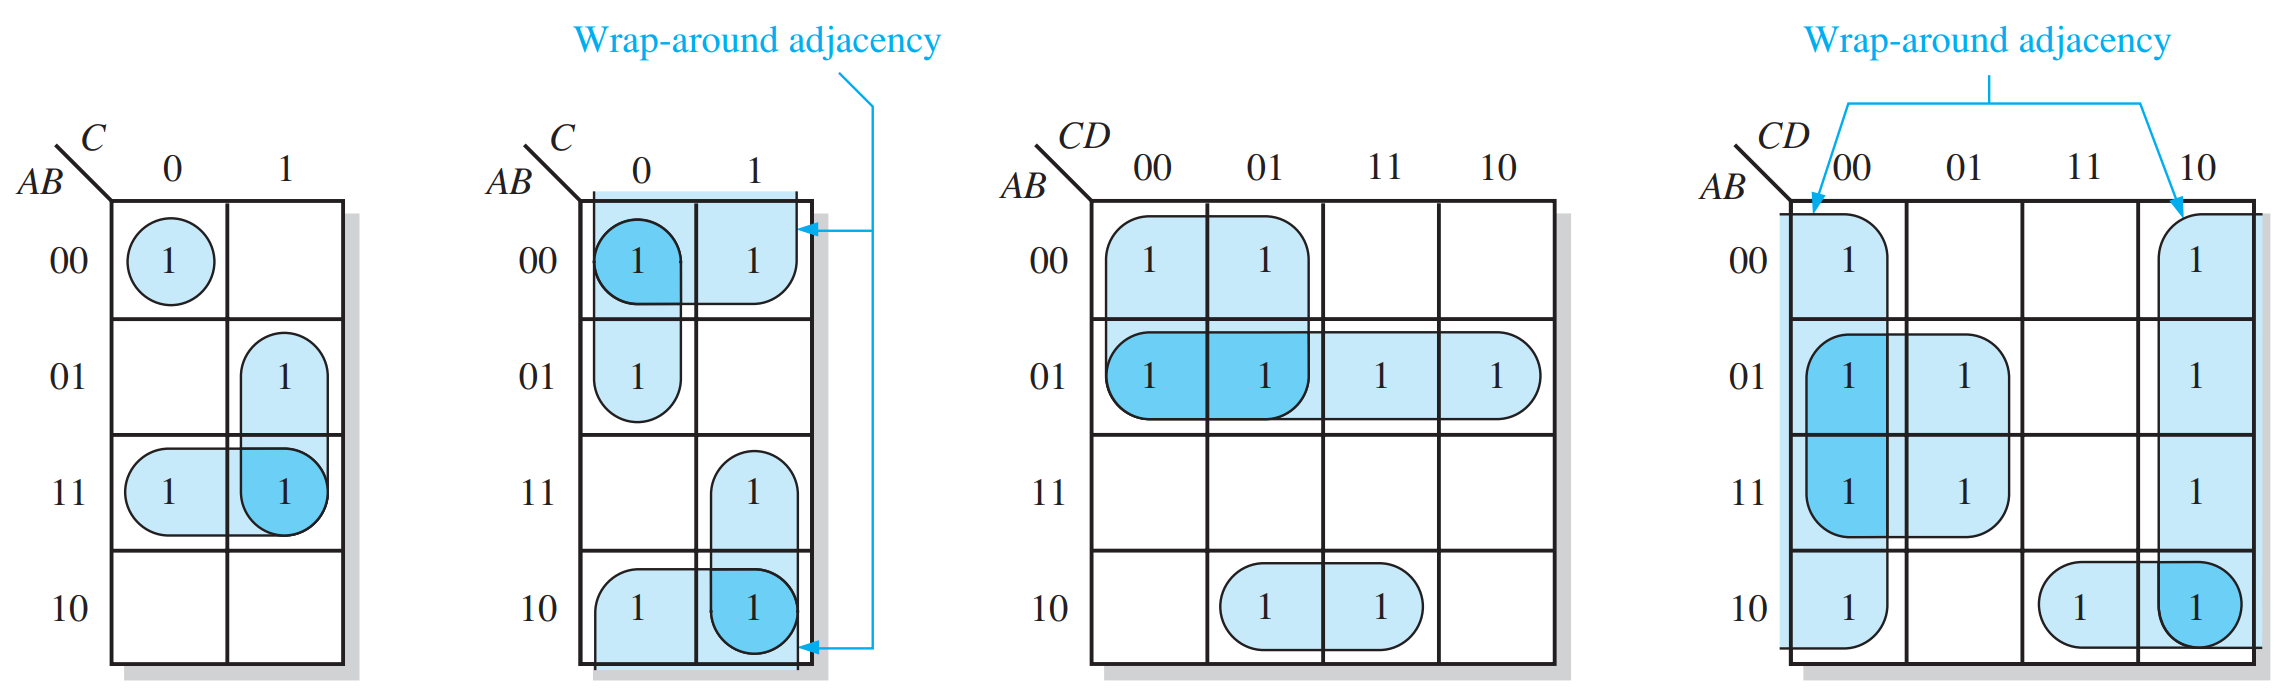 Wrap-around adjacency
Wrap-around adjacency
C
AB
0 1
00 1
01 1
11 1 1
10
C
AB
0 1
00 1 1
01 1
11 1
10 1 1
CD
AB
00 01 11 10
00 1 1
01 1 1 1 1
11
10 1 1
CD
AB
00 01 11 10
00 1 1
01 1 1 1
11 1 1 1
10 1 1 1